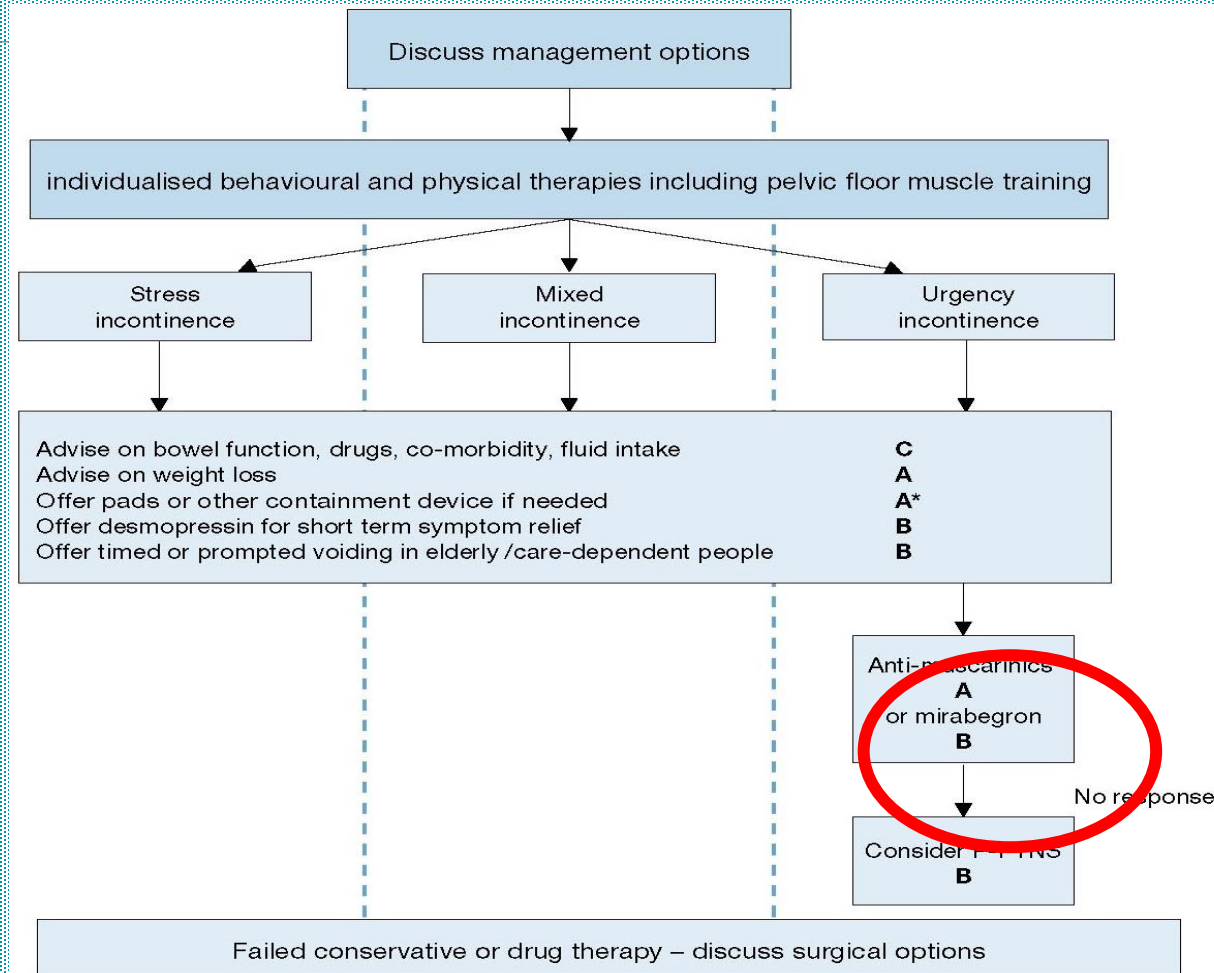 Discuss management options
individualised behavioural and physical therapies including pelvic floor muscle training
Stress
incontinence
Mixed
incontinence
Urgency
incontinence
Advise on bowel function, drugs, co-morbidity, fluid intake C
Advise on weight loss A
Offer pads or other containment device if needed A*
Offer desmopressin for short term symptom relief B
Offer timed or prompted voiding in elderly /care-dependent people B
Anti-muscarinics
A
or mirabegron
B
No response
Consider
B
Failed conservative or drug therapy – discuss surgical options